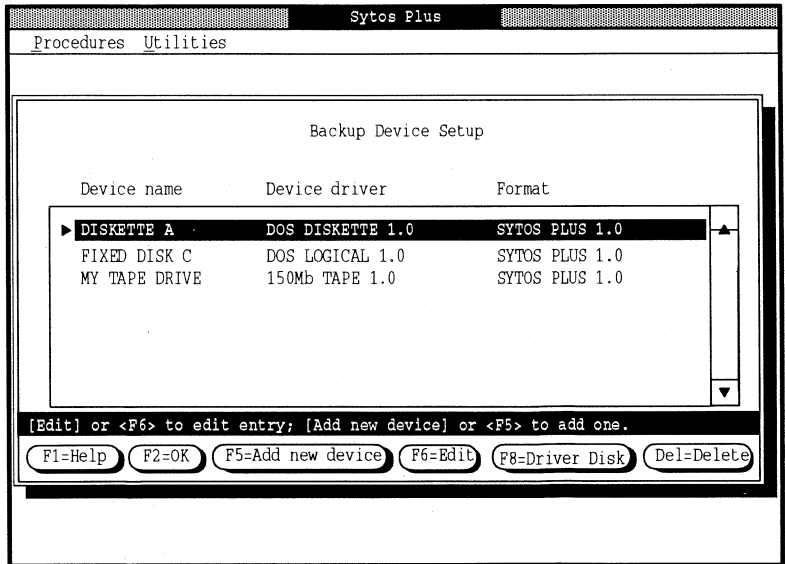 Sytos Plus
Procedures Utilities
Backup Device Setup
Device name Device driver Format
DISKETTE A DOS DISKETTE 1.0 SYTOS PLUS 1.0
FIXED DISK C DOS LOGICAL 1.0 SYTOS PLUS 1.0
MY TAPE DRIVE 150Mb TAPE 1.0 SYTOS PLUS 1.0
[Edit] or <F6> to edit entry; [Add new device] or <F5> to add one.
F1=Help F2=OK F5=Add new device F6=Edit F8=Driver Disk Del=Delete